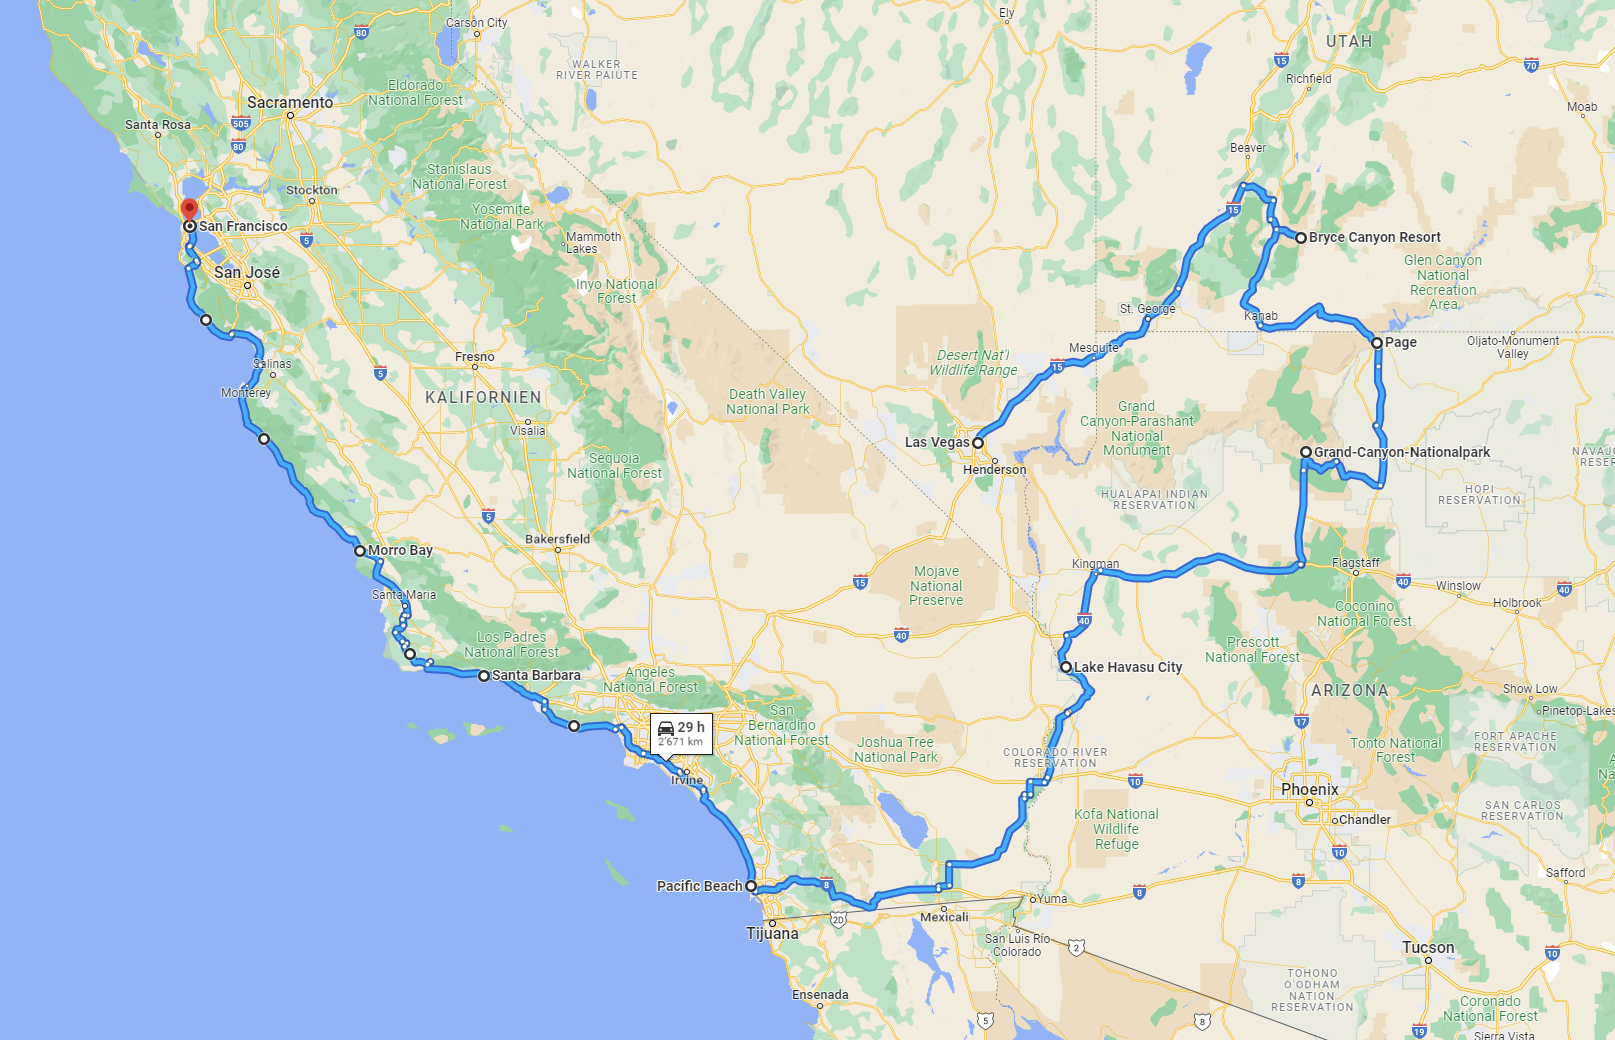 Ely
Carson City
80
UTAH
WALKER
RIVER PAIUTE
15
70
Richfield
Eldorado
National Forest
Moab
Sacramento
505
Santa Rosa
80
Beaver
Stanislaus
National Forest
Stockton
Yosemite
National Park
15
San Francisco
5
Mammoth
Lakes
Bryce Canyon Resort
Glen Canyon
National
Recreation
Area
San José
Inyo National
Forest
St. George
Kanab
Page
Oljato-Monument
Valley
Mesquite
Fresno
Salinas
5
Desert Nat'l
Wildlife Range
15
Monterey
KALIFORNIEN
Death Valley
National Park
Grand
Canyon-Parashant
National
Monument
Visalia
Las Vegas
Henderson
Grand-Canyon-Nationalpark
NAVAJO
RESER
Sequoia
National Forest
HUALAPAI INDIAN
RESERVATION
HOPI
RESERVATION
5
Bakersfield
Morro Bay
Kingman
Flagstaff
15
Mojave
National
Preserve
40
Winslow
40
Holbrook
Santa Maria
Coconino
National Forest
40
40
Los Padres
National Forest
Prescott
National Forest
Santa Barbara
Angeles
National Forest
Lake Havasu City
ARIZONA
Show Low
Pinetop-Lakes
San
Bernardino
National Forest
17
29 h
2'671 km
Joshua Tree
National Park
COLORADO RIVER
RESERVATION
Tonto National
Forest
FORT APACHE
RESERVATION
A
Na
Irvine
10
Phoenix
Chandler
SAN CARLOS
RESERVATION
Kofa National
Wildlife
Refuge
10
Pacific Beach
8
8
8
Safford
Yuma
2D
Mexicali
Tijuana
San Luis Río
Colorado
2
Tucson
10
Ensenada
TOHONO
O'ODHAM
NATION
RESERVATION
Coronado
National Forest
5
8
19
Sierra Vista